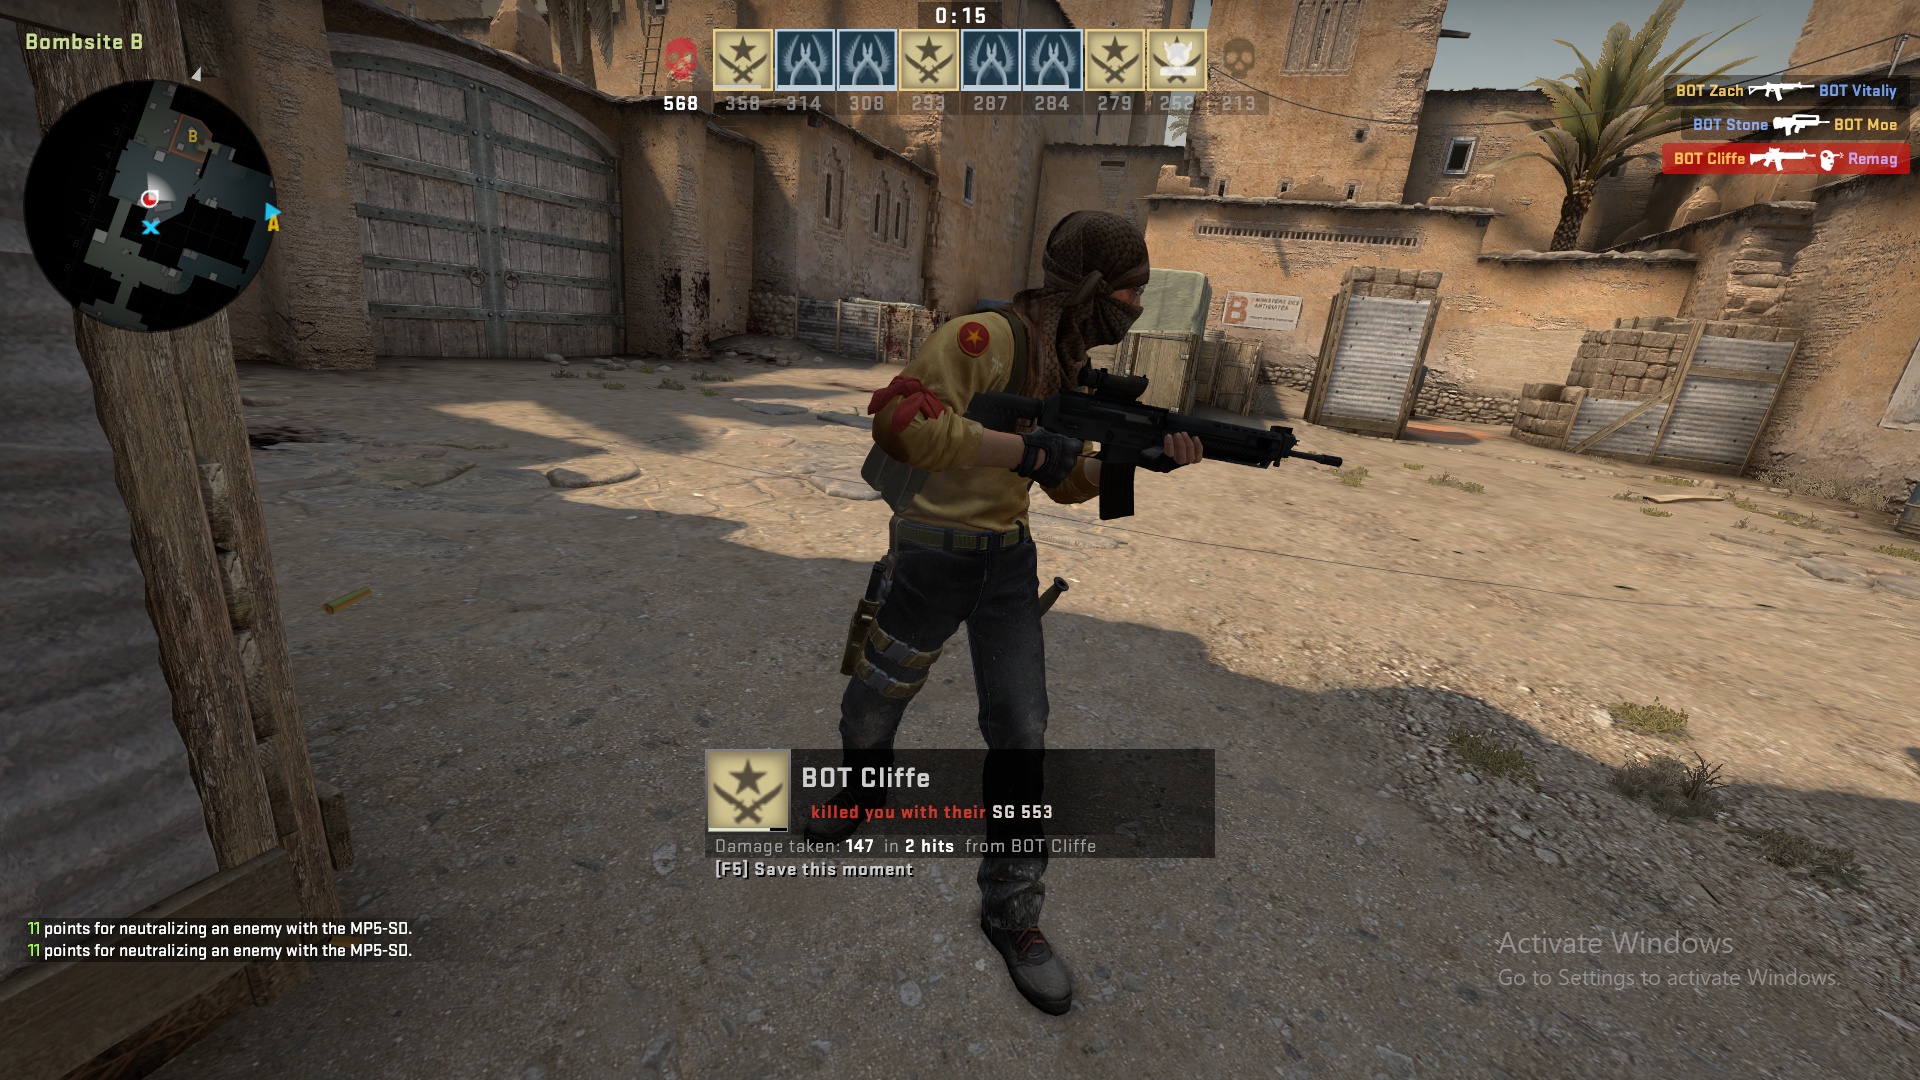 0:15
Bombsite B
B
A
568 358 314 308 293 287 284 279 252 213
BOT Zach BOT Vitaliy
BOT Stone BOT Moe
BOT Cliffe Remag
B
BOT Cliffe
killed you with their SG 553
Damage taken: 147 in 2 hits from BOT Cliffe
[F5] Save this moment
11 points for neutralizing an enemy with the MP5-SD.
11 points for neutralizing an enemy with the MP5-SD.
Activate Windows
Go to Settings to activate Windows.